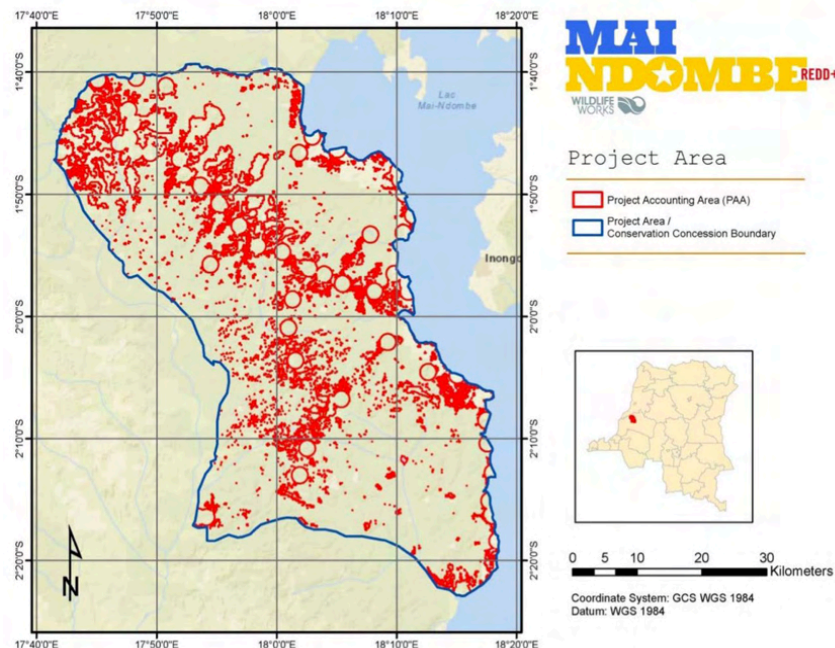 17°40'0"E 17°50'0"E 18°0'0"E 18°10'0"E 18°20'0"E
1°40'0"S 1°40'0"S
1°50'0"S 1°50'0"S
2°0'0"S 2°0'0"S
2°10'0"S 2°10'0"S
2°20'0"S 2°20'0"S
17°40'0"E 17°50'0"E 18°0'0"E 18°10'0"E 18°20'0"E
Lac
Mai-Ndombe
Inongo
N
MAI
NDOMBE REDD+
WILDLIFE
WORKS
Project Area
Project Accounting Area (PAA)
Project Area /
Conservation Concession Boundary
0 5 10 20 30
Kilometers
Coordinate System: GCS WGS 1984
Datum: WGS 1984